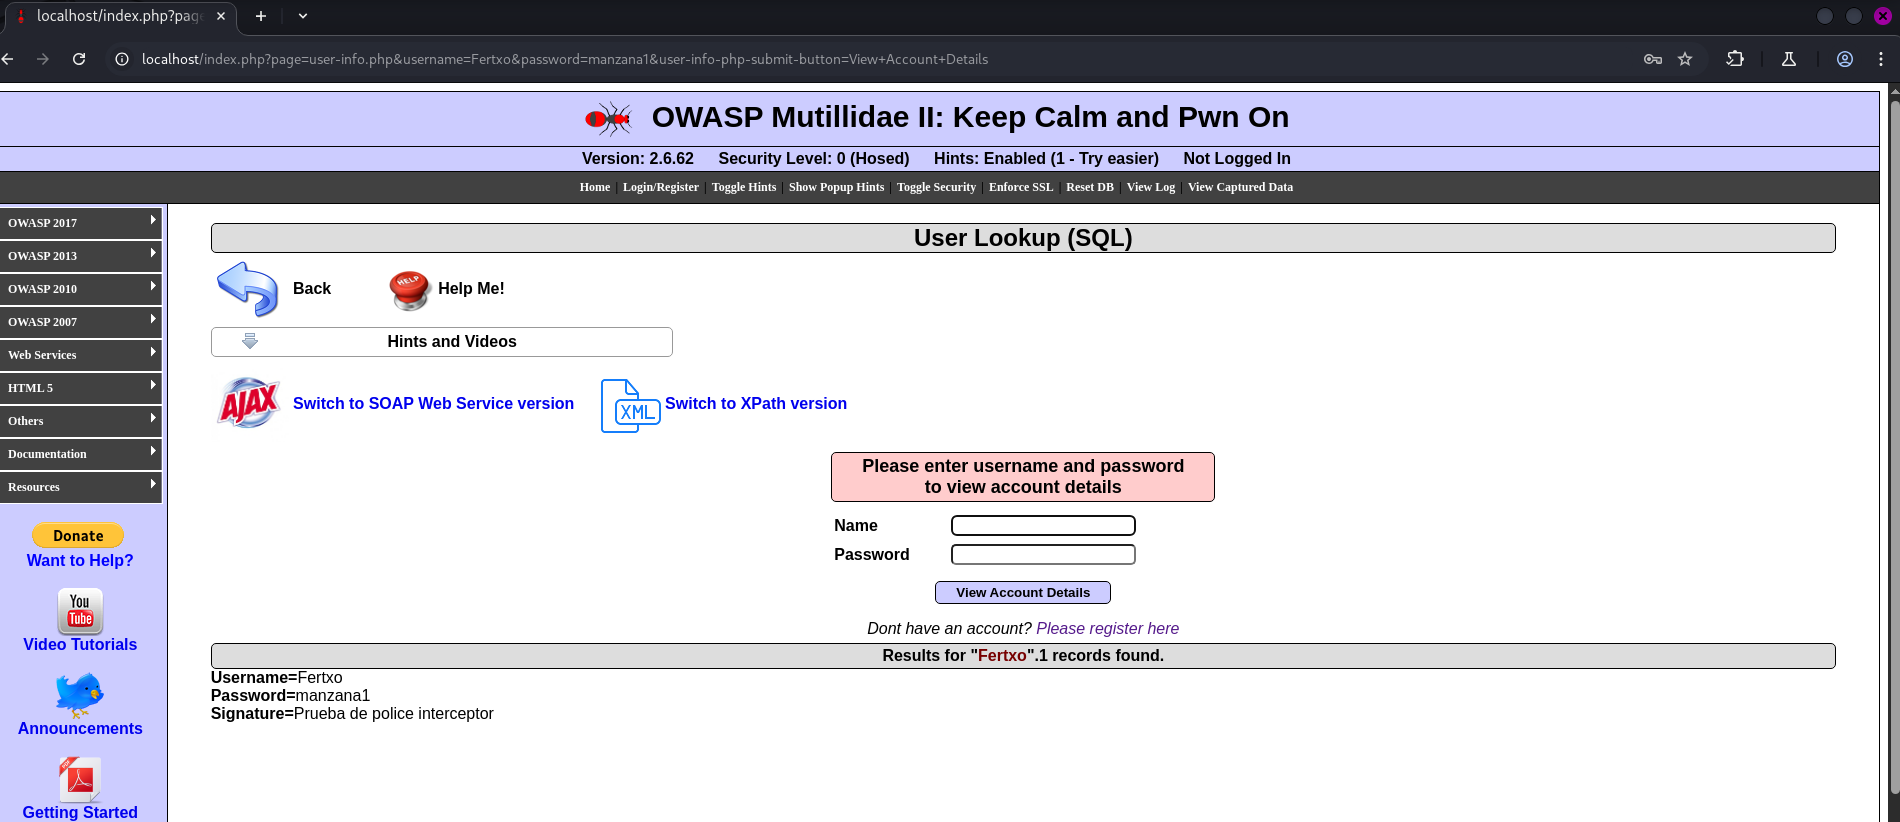 localhost/index.php?page
localhost/index.php?page=user-info.php&username=Fertxo&password=manzana1&user-info-php-submit-button=View+Account+Details
OWASP Mutillidae II: Keep Calm and Pwn On
Version: 2.6.62 Security Level: 0 (Hosed) Hints: Enabled (1 - Try easier) Not Logged In
Home | Login/Register | Toggle Hints | Show Popup Hints | Toggle Security | Enforce SSL | Reset DB | View Log | View Captured Data
OWASP 2017
OWASP 2013
OWASP 2010
OWASP 2007
Web Services
HTML 5
Others
Documentation
Resources
Donate
Want to Help?
You
Tube
Video Tutorials
Announcements
PDF
Getting Started
User Lookup (SQL)
Back
HELP
Help Me!
Hints and Videos
AJAX
Switch to SOAP Web Service version
XML
Switch to XPath version
Please enter username and password
to view account details
Name
Password
View Account Details
Dont have an account? Please register here
Results for "Fertxo".1 records found.
Username=Fertxo
Password=manzana1
Signature=Prueba de police interceptor